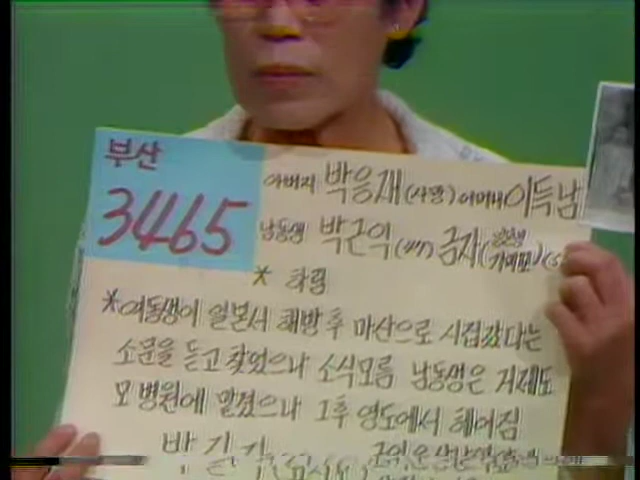 부산
3465
아버지 박응재(사망) 어머니 이득남
남동생 박근익 금자
* 하령
*여동생이 일본서 해방 후 마산으로 시집갔다는
소문을 듣고 찾았으나 소식모름 남동생은 거제도
모 병원에 맡겼으나 그후 영도에서 헤어짐
박